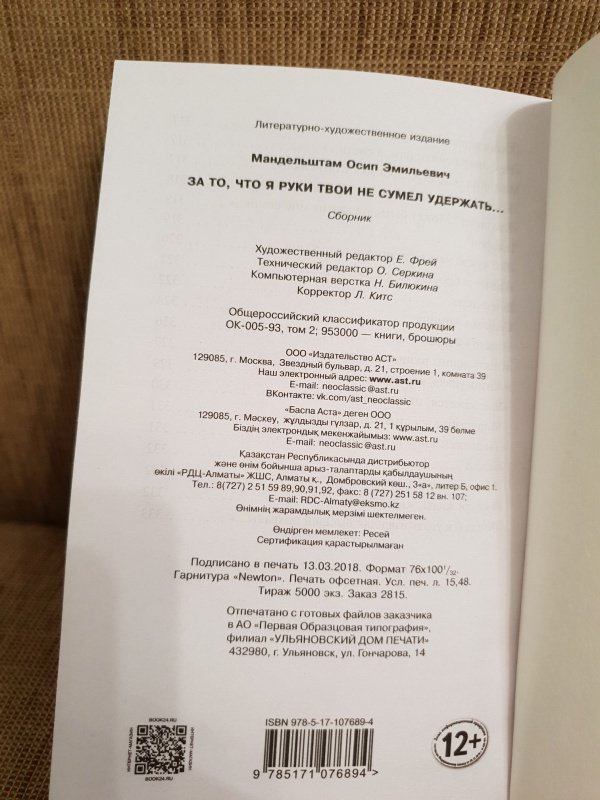 Литературно-художественное издание
Мандельштам Осип Эмильевич
ЗА ТО, ЧТО Я РУКИ ТВОИ НЕ СУМЕЛ УДЕРЖАТЬ...
Сборник
Художественный редактор Е. Фрей
Технический редактор О. Серкина
Компьютерная верстка Н. Билюкина
Корректор Л. Китс
Общероссийский классификатор продукции
ОК-005-93, том 2; 953000 — книги, брошюры
ООО «Издательство АСТ»
129085, г. Москва, Звездный бульвар, д. 21, строение 1, комната 39
Наш электронный адрес: www.ast.ru
E-mail: neoclassic@ast.ru
ВКонтакте: vk.com/ast_neoclassic
«Баспа Аста» деген ООО
129085, г. Мәскеу, жұлдызды гүлзар, д. 21, 1 құрылым, 39 бөлме
Біздің электрондық мекенжайымыз: www.ast.ru
E-mail: neoclassic@ast.ru
Қазақстан Республикасында дистрибьютор
және өнім бойынша арыз-талаптарды қабылдаушының
өкілі «РДЦ-Алматы» ЖШС, Алматы қ., Домбровский көш., 3«а», литер Б, офис 1.
Тел.: 8(727) 2 51 59 89,90,91,92, факс: 8 (727) 251 58 12 вн. 107;
E-mail: RDC-Almaty@eksmo.kz
Өнімнің жарамдылық мерзімі шектелмеген.
Өндірген мемлекет: Ресей
Сертификация қарастырылмаған
Подписано в печать 13.03.2018. Формат 76x100¹/₃₂.
Гарнитура «Newton». Печать офсетная. Усл. печ. л. 15,48.
Тираж 5000 экз. Заказ 2815.
Отпечатано с готовых файлов заказчика
в АО «Первая Образцовая типография»,
филиал «УЛЬЯНОВСКИЙ ДОМ ПЕЧАТИ»
432980, г. Ульяновск, ул. Гончарова, 14
BOOK24.RU
ИНТЕРНЕТ-МАГАЗИН
ИНТЕРНЕТ-МАГАЗИН
BOOK24.RU
ISBN 978-5-17-107689-4
9 785171 076894 >
12+